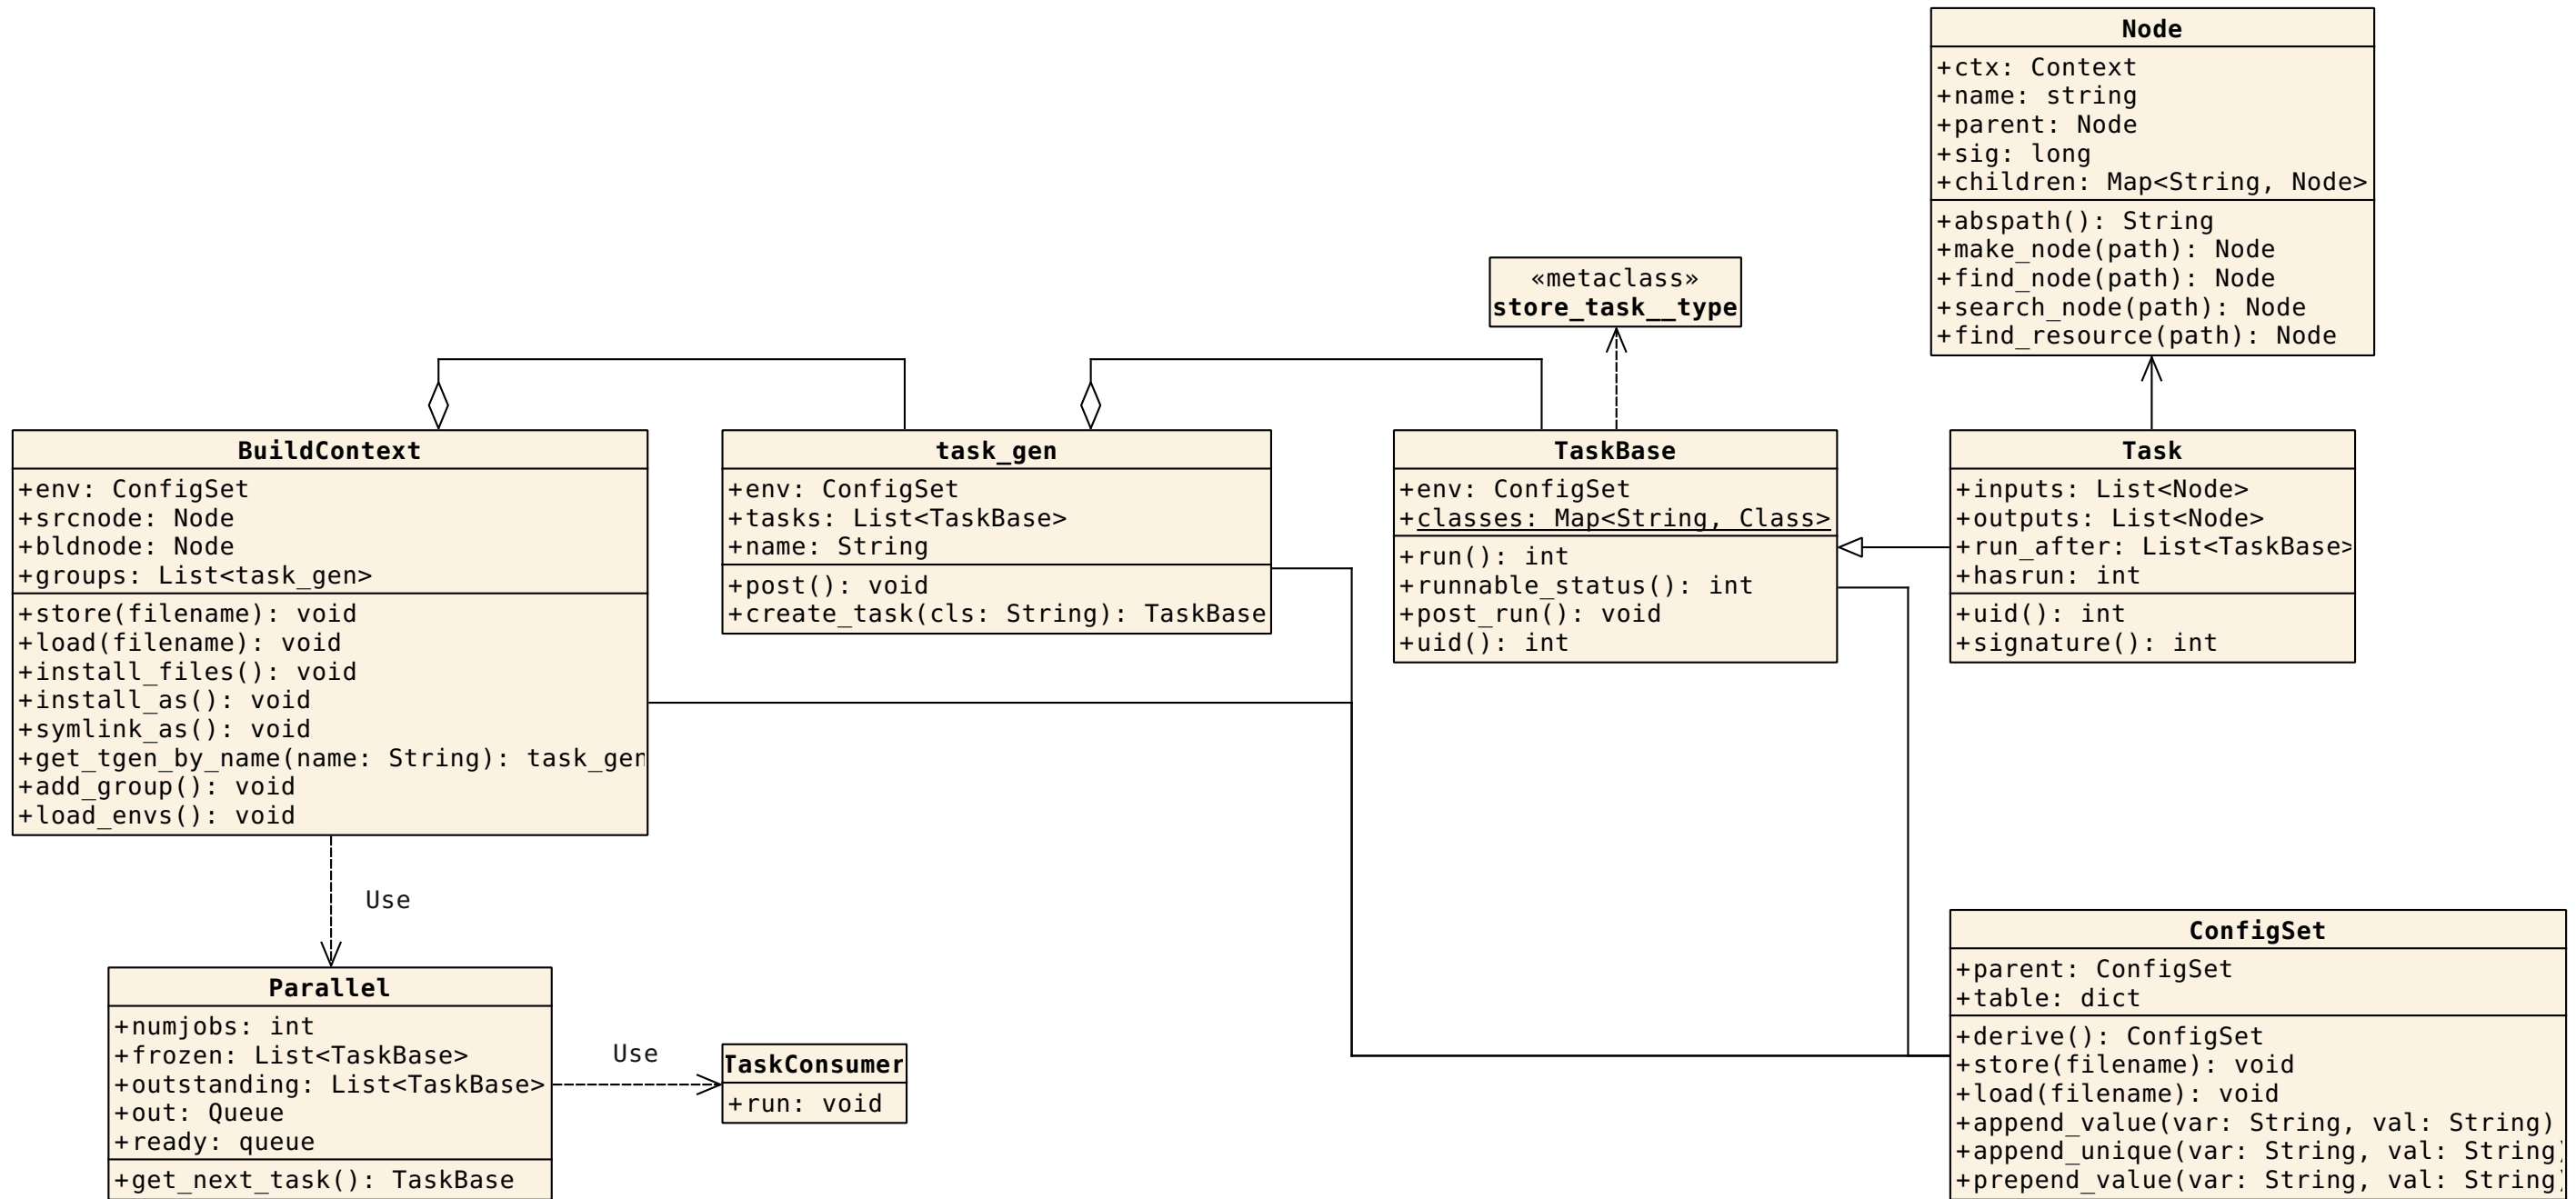 Node
+ctx: Context
+name: string
+parent: Node
+sig: long
+children: Map<String, Node>
+abspath(): String
+make_node(path): Node
+find_node(path): Node
+search_node(path): Node
+find_resource(path): Node
«metaclass»
store_task__type
BuildContext
+env: ConfigSet
+srcnode: Node
+bldnode: Node
+groups: List<task_gen>
+store(filename): void
+load(filename): void
+install_files(): void
+install_as(): void
+symlink_as(): void
+get_tgen_by_name(name: String): task_gen
+add_group(): void
+load_envs(): void
task_gen
+env: ConfigSet
+tasks: List<TaskBase>
+name: String
+post(): void
+create_task(cls: String): TaskBase
TaskBase
+env: ConfigSet
+classes: Map<String, Class>
+run(): int
+runnable_status(): int
+post_run(): void
+uid(): int
Task
+inputs: List<Node>
+outputs: List<Node>
+run_after: List<TaskBase>
+hasrun: int
+uid(): int
+signature(): int
Use
Parallel
+numjobs: int
+frozen: List<TaskBase>
+outstanding: List<TaskBase>
+out: Queue
+ready: queue
+get_next_task(): TaskBase
Use
TaskConsumer
+run: void
ConfigSet
+parent: ConfigSet
+table: dict
+derive(): ConfigSet
+store(filename): void
+load(filename): void
+append_value(var: String, val: String)
+append_unique(var: String, val: String)
+prepend_value(var: String, val: String)